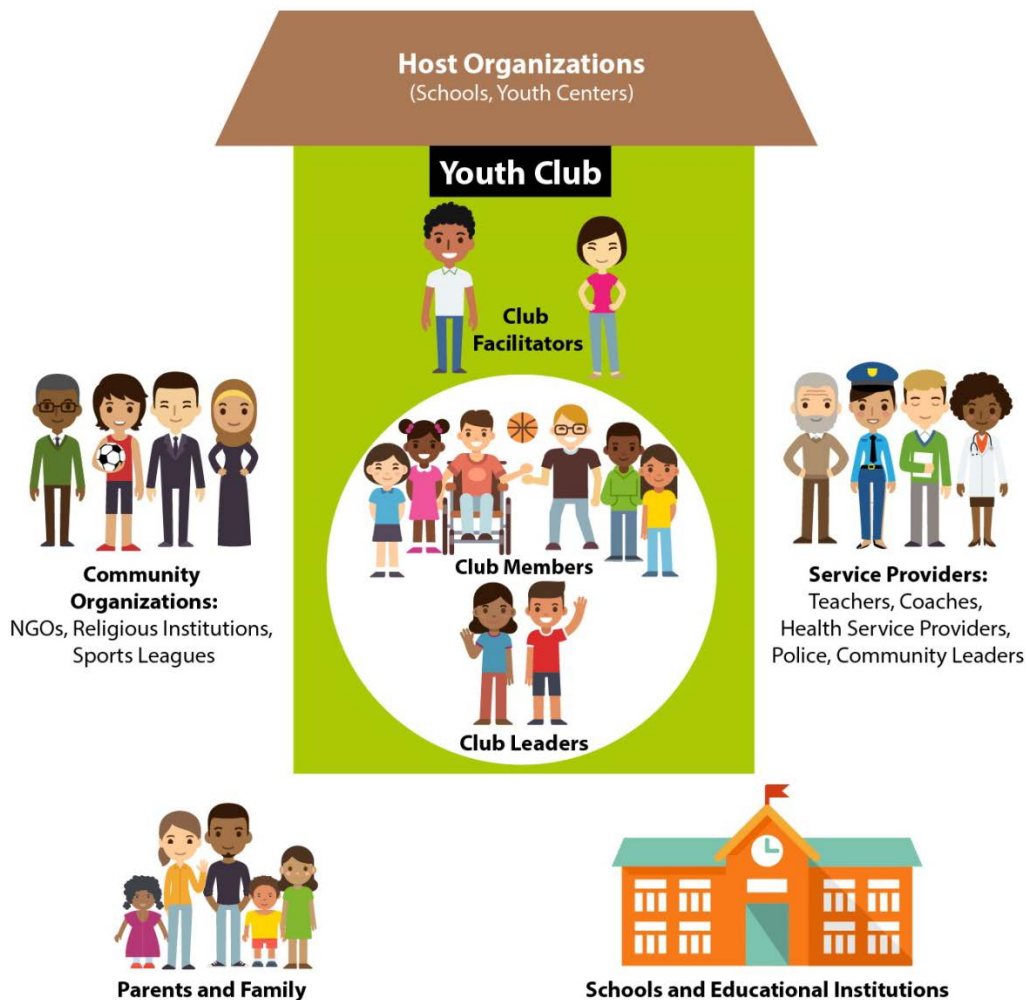 Host Organizations
(Schools, Youth Centers)
Youth Club
Club
Facilitators
Club Members
Club Leaders
Community
Organizations:
NGOs, Religious Institutions,
Sports Leagues
Service Providers:
Teachers, Coaches,
Health Service Providers,
Police, Community Leaders
Parents and Family
Schools and Educational Institutions